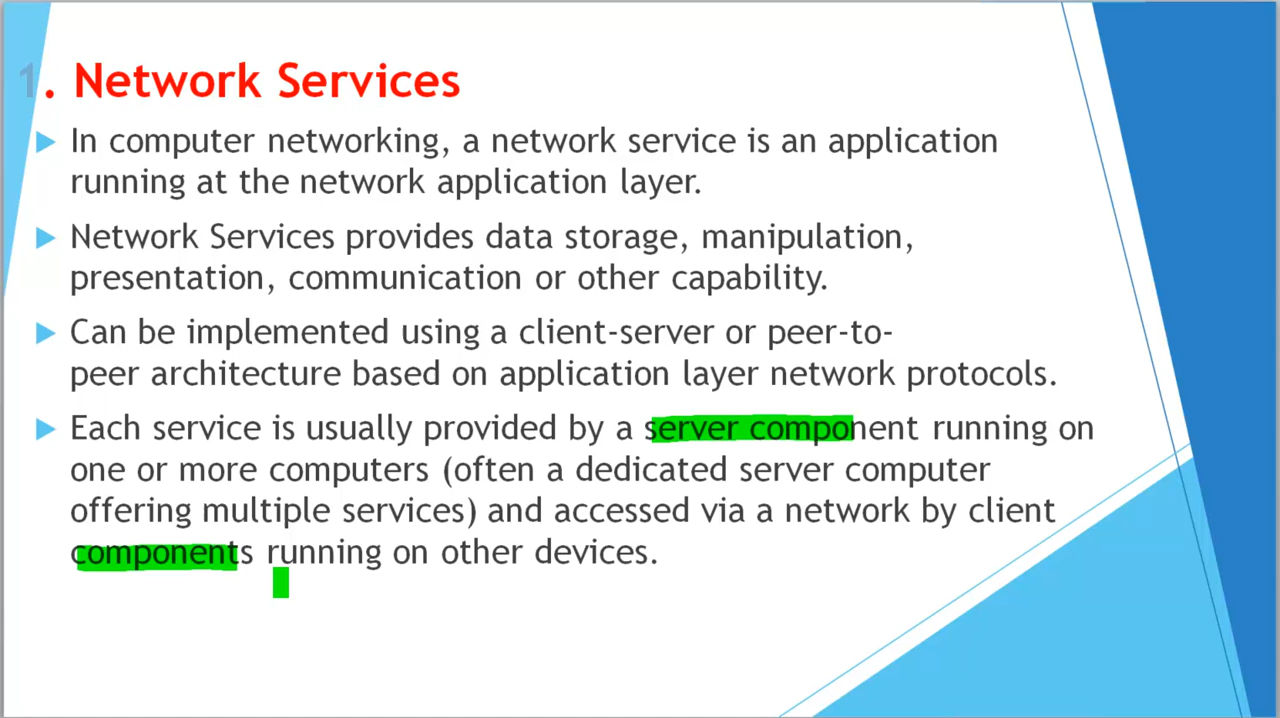 1. Network Services
In computer networking, a network service is an application
running at the network application layer.
Network Services provides data storage, manipulation,
presentation, communication or other capability.
Can be implemented using a client-server or peer-to-
peer architecture based on application layer network protocols.
Each service is usually provided by a server component running on
one or more computers (often a dedicated server computer
offering multiple services) and accessed via a network by client
components running on other devices.